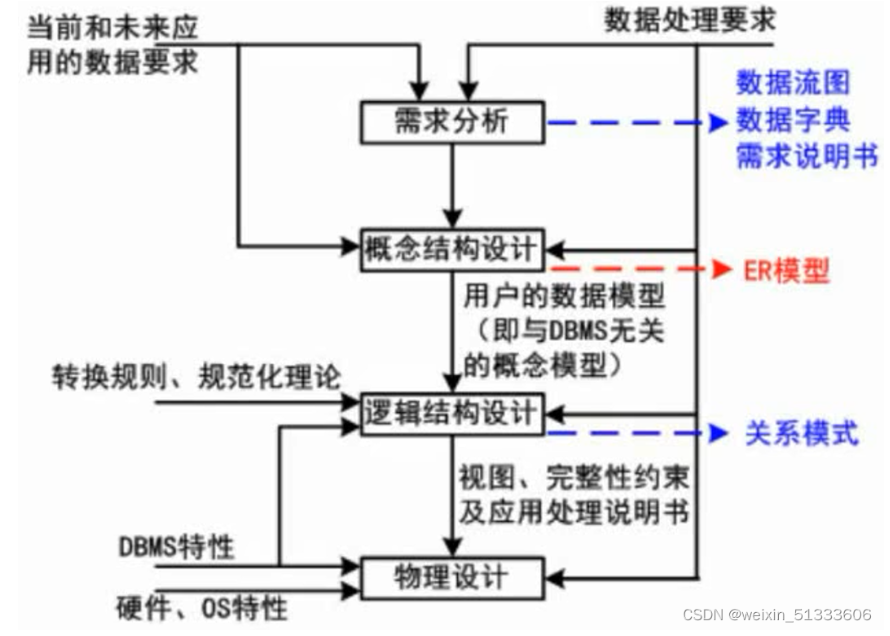 当前和未来应
用的数据要求
数据处理要求
数据流图
需求分析
数据字典
需求说明书
概念结构设计
ER模型
用户的数据模型
（即与DBMS无关
的概念模型）
转换规则、规范化理论
逻辑结构设计
关系模式
视图、完整性约束
及应用处理说明书
DBMS特性
物理设计
硬件、OS特性
CSDN @weixin_51333606